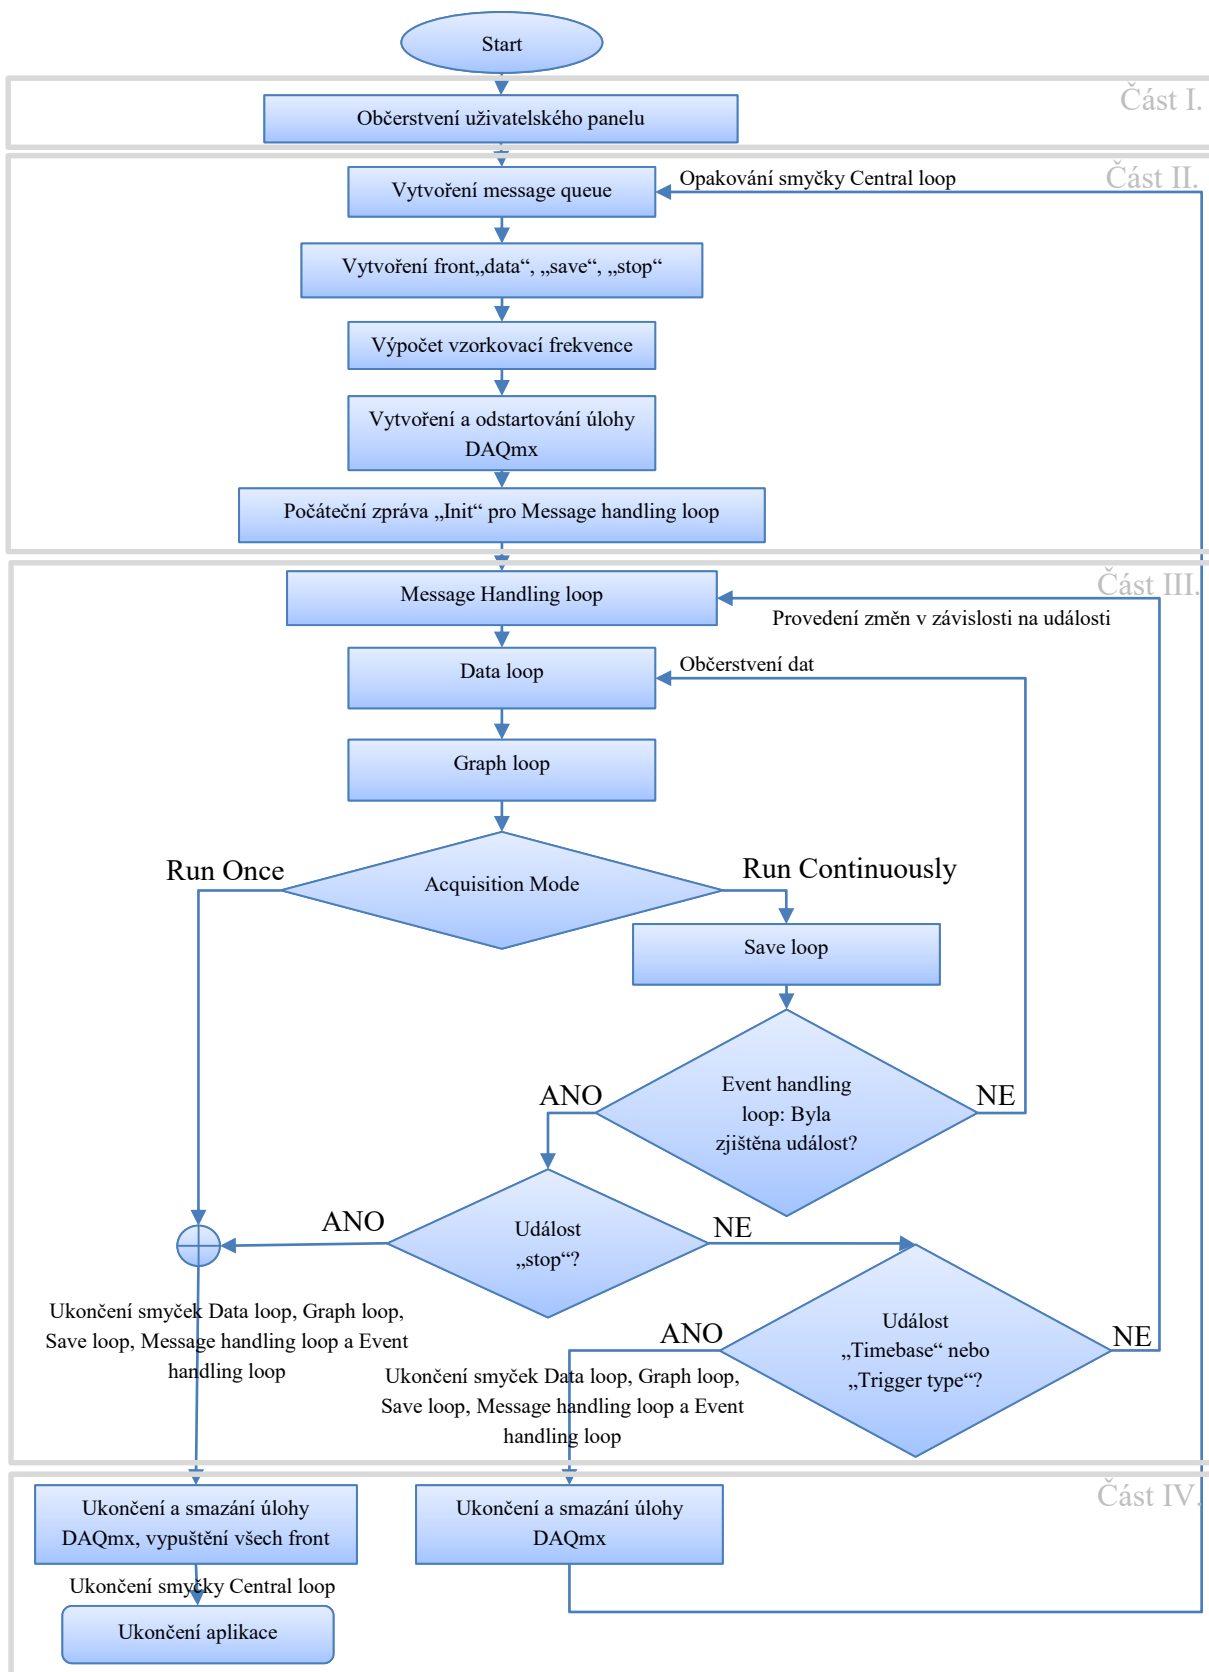 Start
Část I.
Občerstvení uživatelského panelu
Část II.
Opakování smyčky Central loop
Vytvoření message queue
Vytvoření front„data“, „save“, „stop“
Výpočet vzorkovací frekvence
Vytvoření a odstartování úlohy
DAQmx
Počáteční zpráva „Init“ pro Message handling loop
Část III.
Message Handling loop
Provedení změn v závislosti na události
Občerstvení dat
Data loop
Graph loop
Run Once
Acquisition Mode
Run Continuously
Save loop
Event handling
loop: Byla
zjištěna událost?
ANO
NE
Událost
„stop“?
ANO
NE
Událost
„Timebase“ nebo
„Trigger type“?
ANO
NE
Ukončení smyček Data loop, Graph loop,
Save loop, Message handling loop a Event
handling loop
Ukončení smyček Data loop, Graph loop,
Save loop, Message handling loop a Event
handling loop
Část IV.
Ukončení a smazání úlohy
DAQmx, vypuštění všech front
Ukončení a smazání úlohy
DAQmx
Ukončení smyčky Central loop
Ukončení aplikace